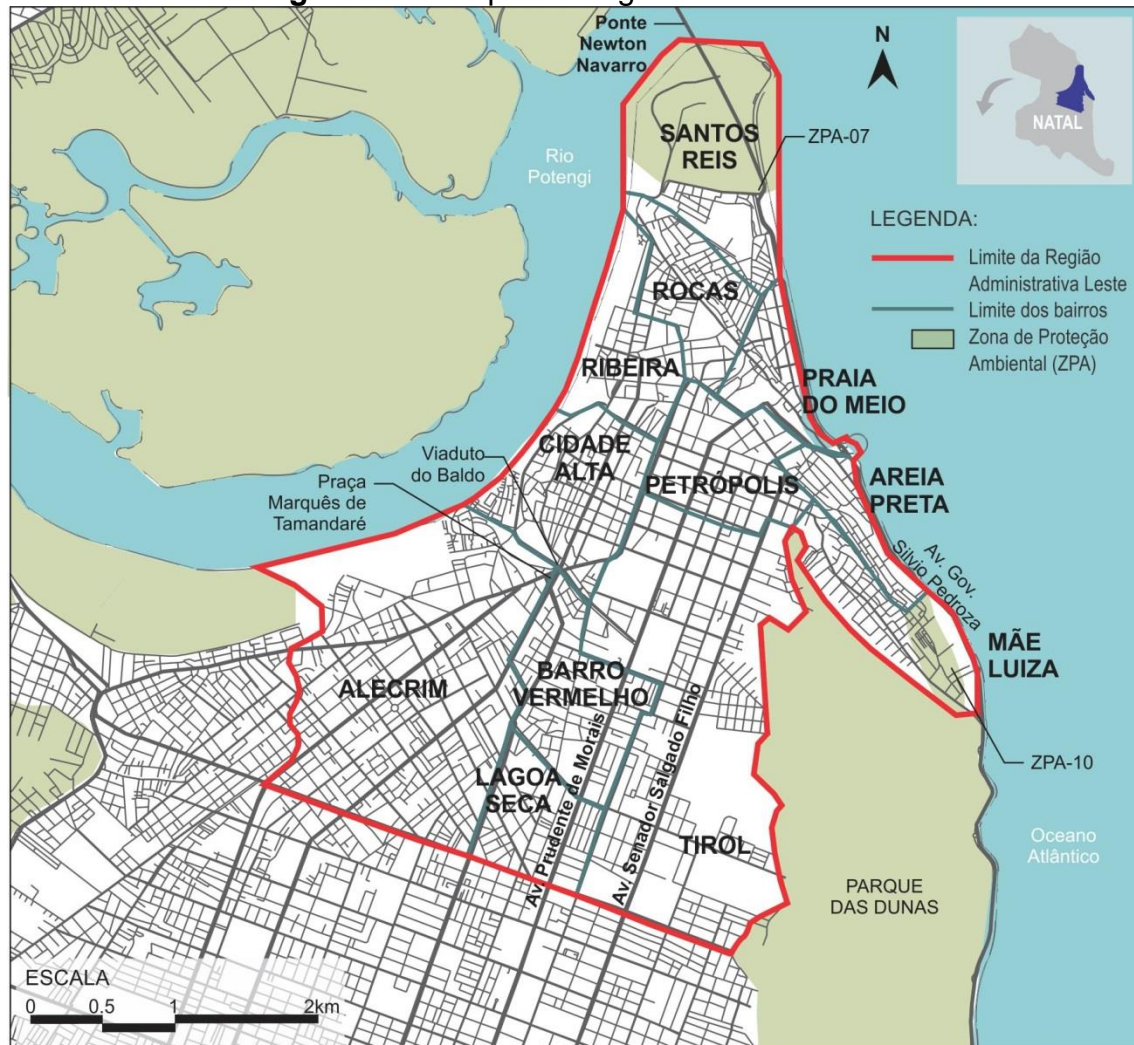 Ponte
Newton
Navarro
N
NATAL
SANTOS
REIS
ZPA-07
Rio
Potengi
LEGENDA:
Limite da Região
Administrativa Leste
Limite dos bairros
Zona de Proteção
Ambiental (ZPA)
ROCAS
RIBEIRA
PRAIA
DO MEIO
CIDADE
ALTA
Viaduto
do Baldo
Praça
Marquês de
Tamandaré
PETRÓPOLIS
AREIA
PRETA
Av. Gov.
Silvio Pedroza
MÃE
LUIZA
ALECRIM
BARRO
VERMELHO
LAGOA
SECA
Av. Prudente de Morais
Av. Senador Salgado Filho
TIROL
ZPA-10
Oceano
Atlântico
PARQUE
DAS DUNAS
ESCALA
0 0.5 1 2km